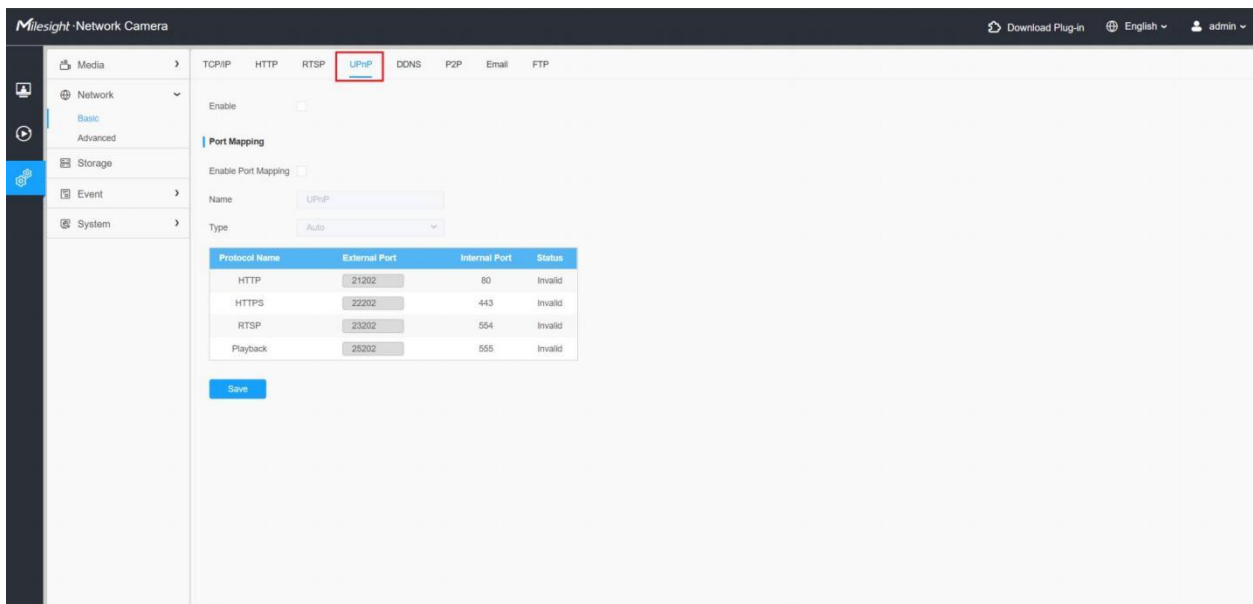 Milesight ·Network Camera
Download Plug-in English admin
Media
Network
Basic
Advanced
Storage
Event
System
TCP/IP HTTP RTSP UPnP DDNS P2P Email FTP
Enable
Port Mapping
Enable Port Mapping
Name UPnP
Type Auto
Protocol Name External Port Internal Port Status
HTTP 21202 80 Invalid
HTTPS 22202 443 Invalid
RTSP 23202 554 Invalid
Playback 25202 555 Invalid
Save